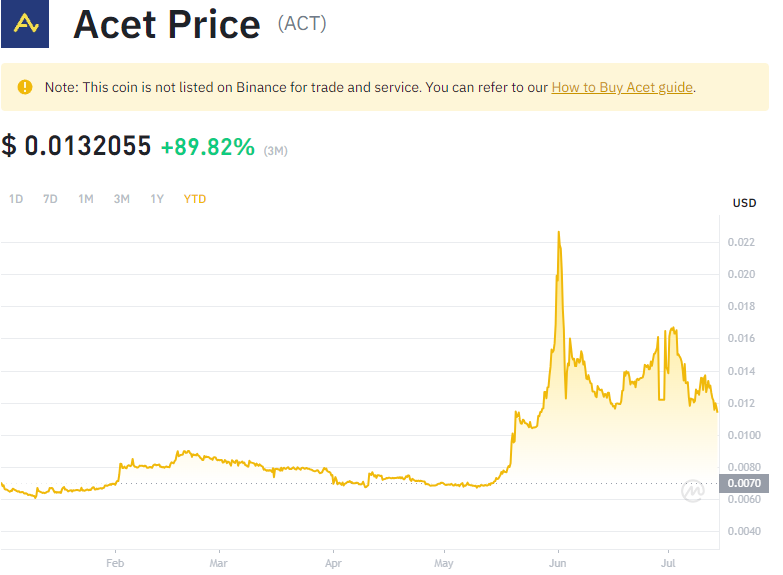 Acet Price (ACT)
Note: This coin is not listed on Binance for trade and service. You can refer to our How to Buy Acet guide.
$ 0.0132055 +89.82% (3M)
1D 7D 1M 3M 1Y YTD
USD
0.022
0.020
0.018
0.016
0.014
0.012
0.0100
0.0080
0.0070
0.0060
0.0040
Feb Mar Apr May Jun Jul